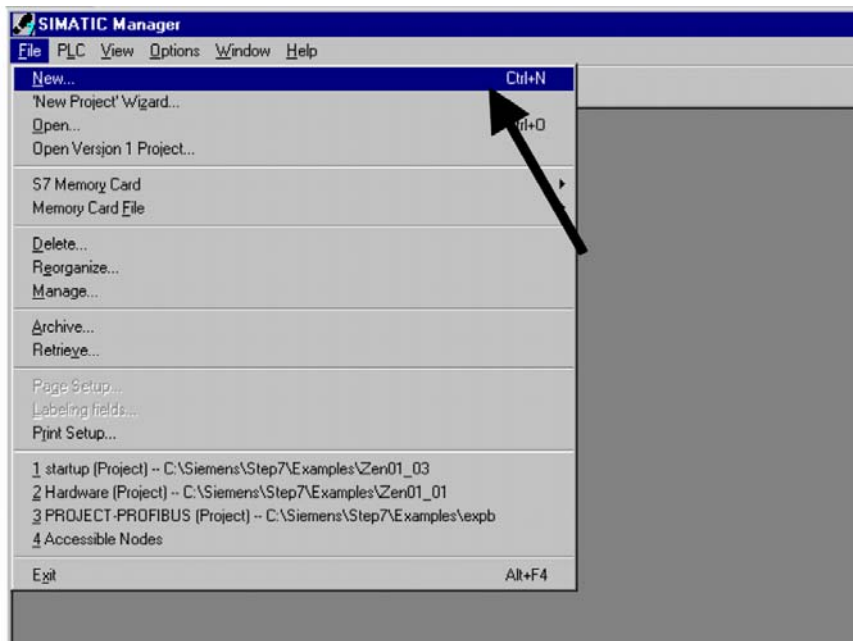 SIMATIC Manager
File PLC View Options Window Help
New... Ctrl+N
'New Project' Wizard...
Open... Ctrl+O
Open Version 1 Project...
S7 Memory Card
Memory Card File
Delete...
Reorganize...
Manage...
Archive...
Retrieve...
Page Setup...
Labeling fields...
Print Setup...
1 startup (Project) -- C:\Siemens\Step7\Examples\Zen01_03
2 Hardware (Project) -- C:\Siemens\Step7\Examples\Zen01_01
3 PROJECT-PROFIBUS (Project) -- C:\Siemens\Step7\Examples\expb
4 Accessible Nodes
Exit Alt+F4